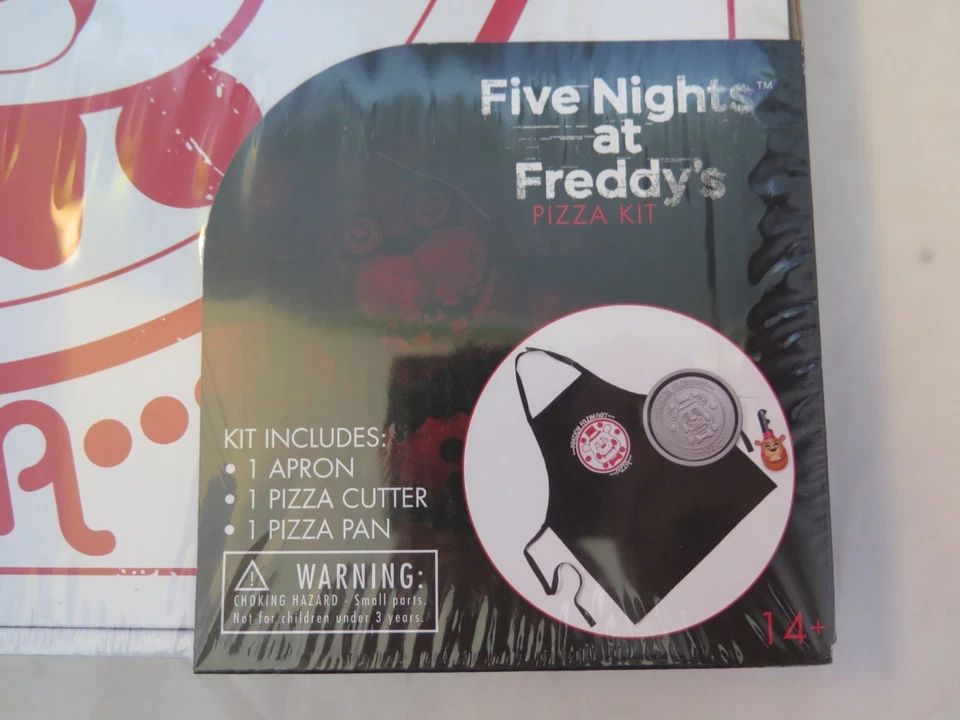 Five Nights™
at
Freddy's
PIZZA KIT
KIT INCLUDES:
• 1 APRON
• 1 PIZZA CUTTER
• 1 PIZZA PAN
WARNING:
CHOKING HAZARD - Small parts.
Not for children under 3 years.
14+